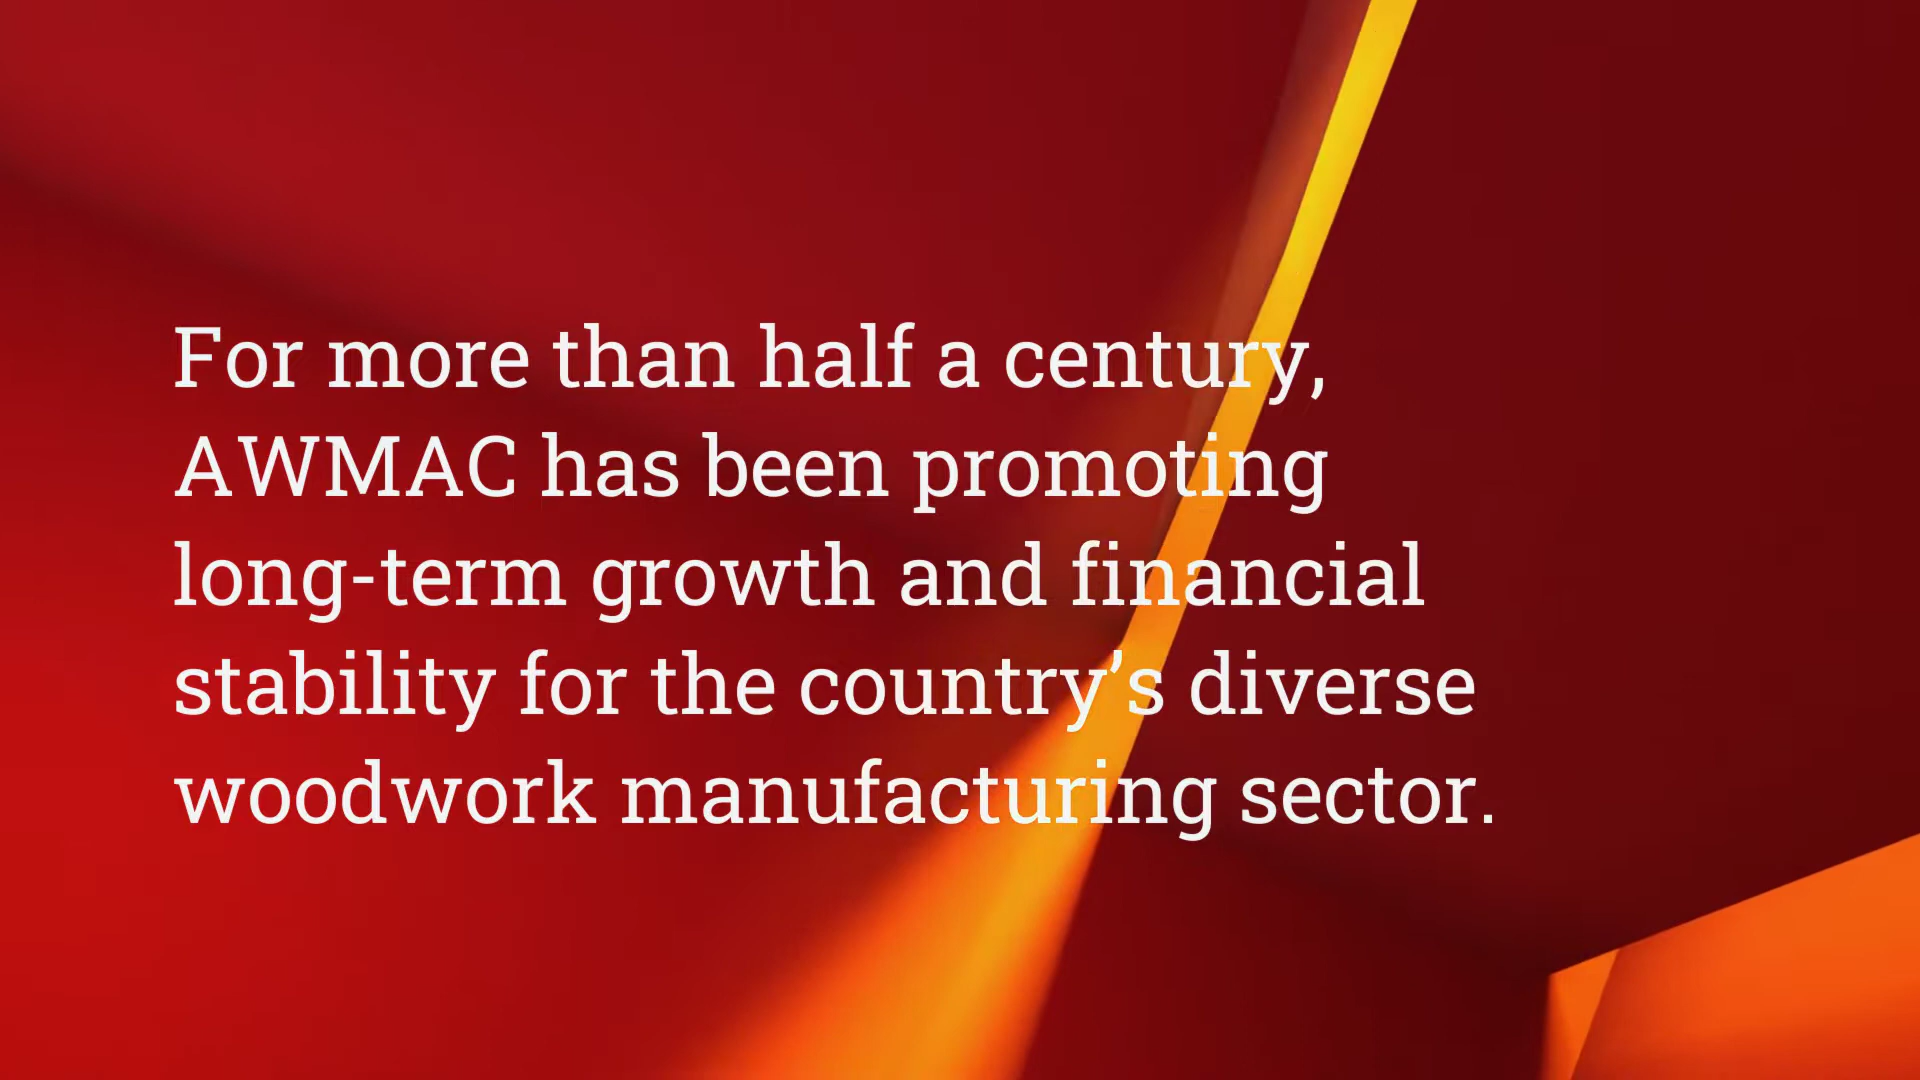 For more than half a century,
AWMAC has been promoting
long-term growth and financial
stability for the country’s diverse
woodwork manufacturing sector.